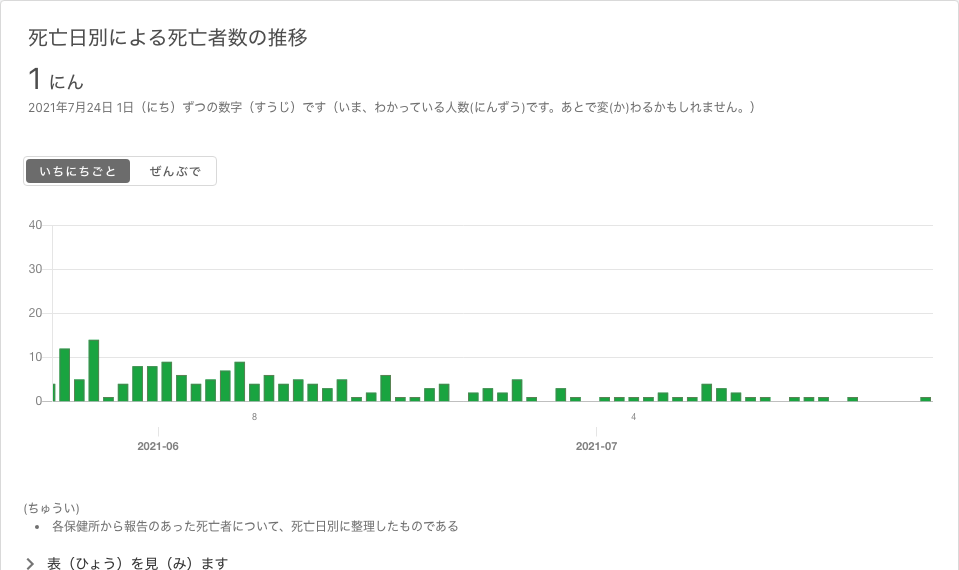 死亡日別による死亡者数の推移
1 にん
2021年7月24日 1日（にち）ずつの数字（すうじ）です（いま、わかっている人数(にんずう)です。あとで変(か)わるかもしれません。）
いちにちごと ぜんぶで
40
30
20
10
0
8 4
2021-06 2021-07
(ちゅうい)
• 各保健所から報告のあった死亡者について、死亡日別に整理したものである
表（ひょう）を見（み）ます